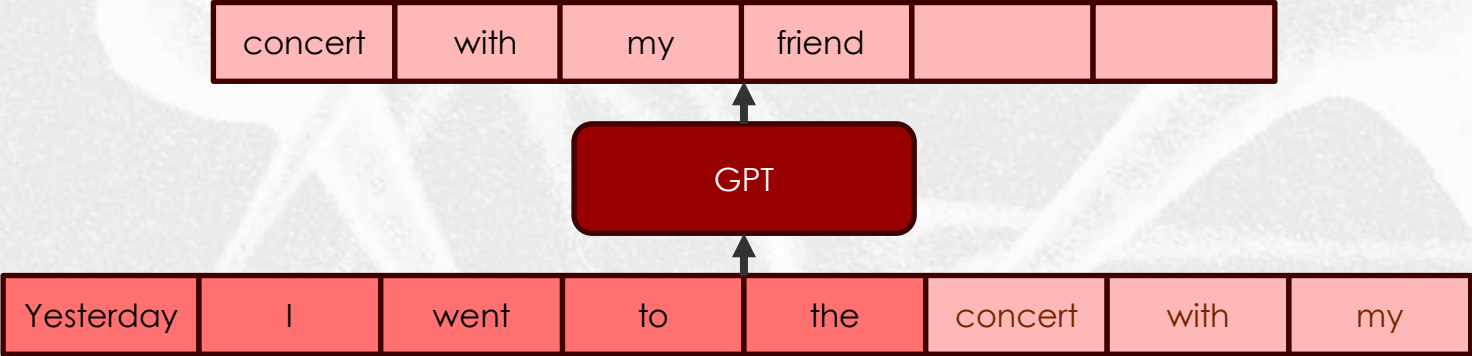 concert with my friend
GPT
Yesterday I went to the concert with my